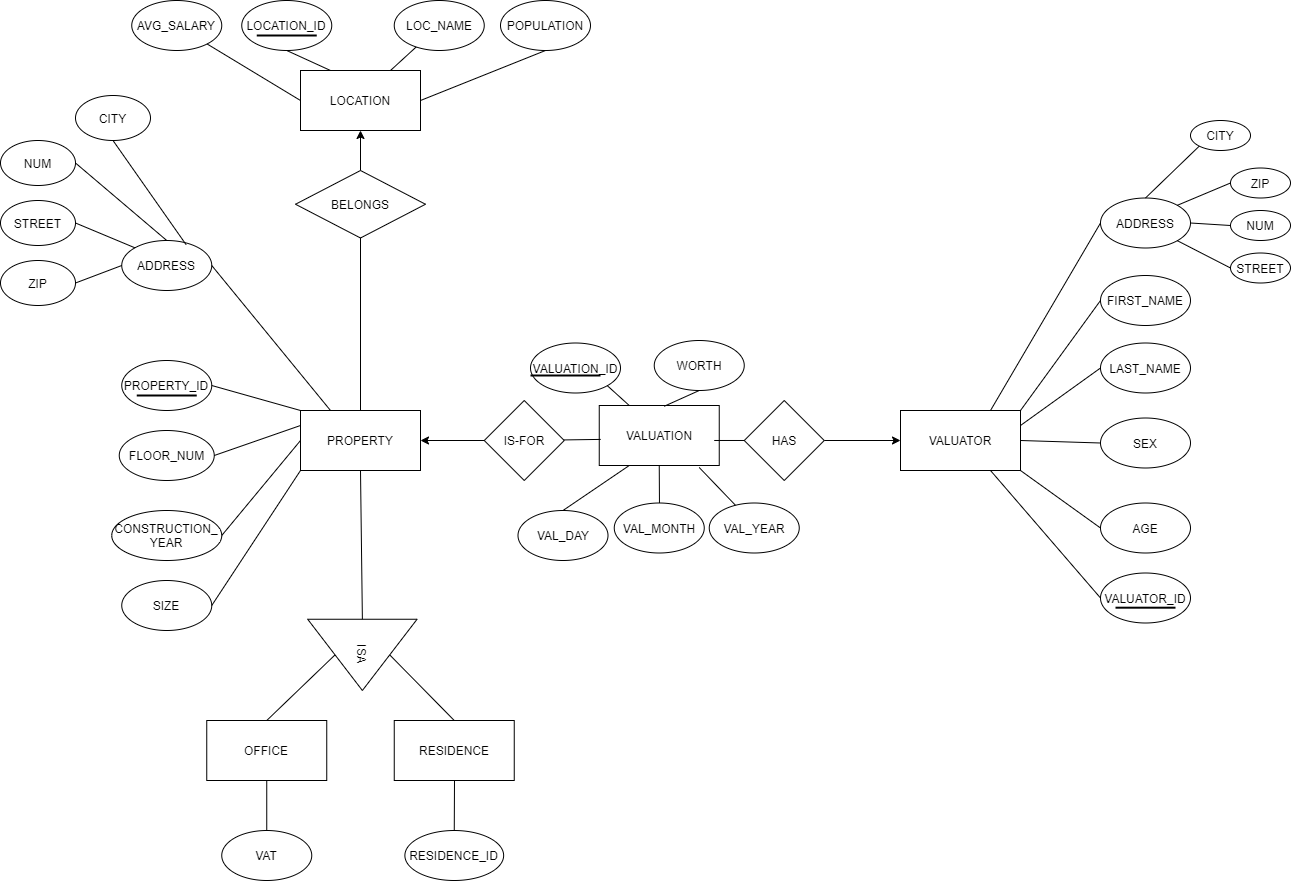 AVG_SALARY
LOCATION_ID
LOC_NAME
POPULATION
LOCATION
CITY
NUM
STREET
ZIP
ADDRESS
BELONGS
CITY
ZIP
ADDRESS
NUM
STREET
FIRST_NAME
LAST_NAME
SEX
AGE
VALUATOR_ID
PROPERTY_ID
FLOOR_NUM
CONSTRUCTION_
YEAR
SIZE
PROPERTY
IS-FOR
VALUATION_ID
WORTH
VALUATION
HAS
VALUATOR
VAL_DAY
VAL_MONTH
VAL_YEAR
ISA
OFFICE
RESIDENCE
VAT
RESIDENCE_ID